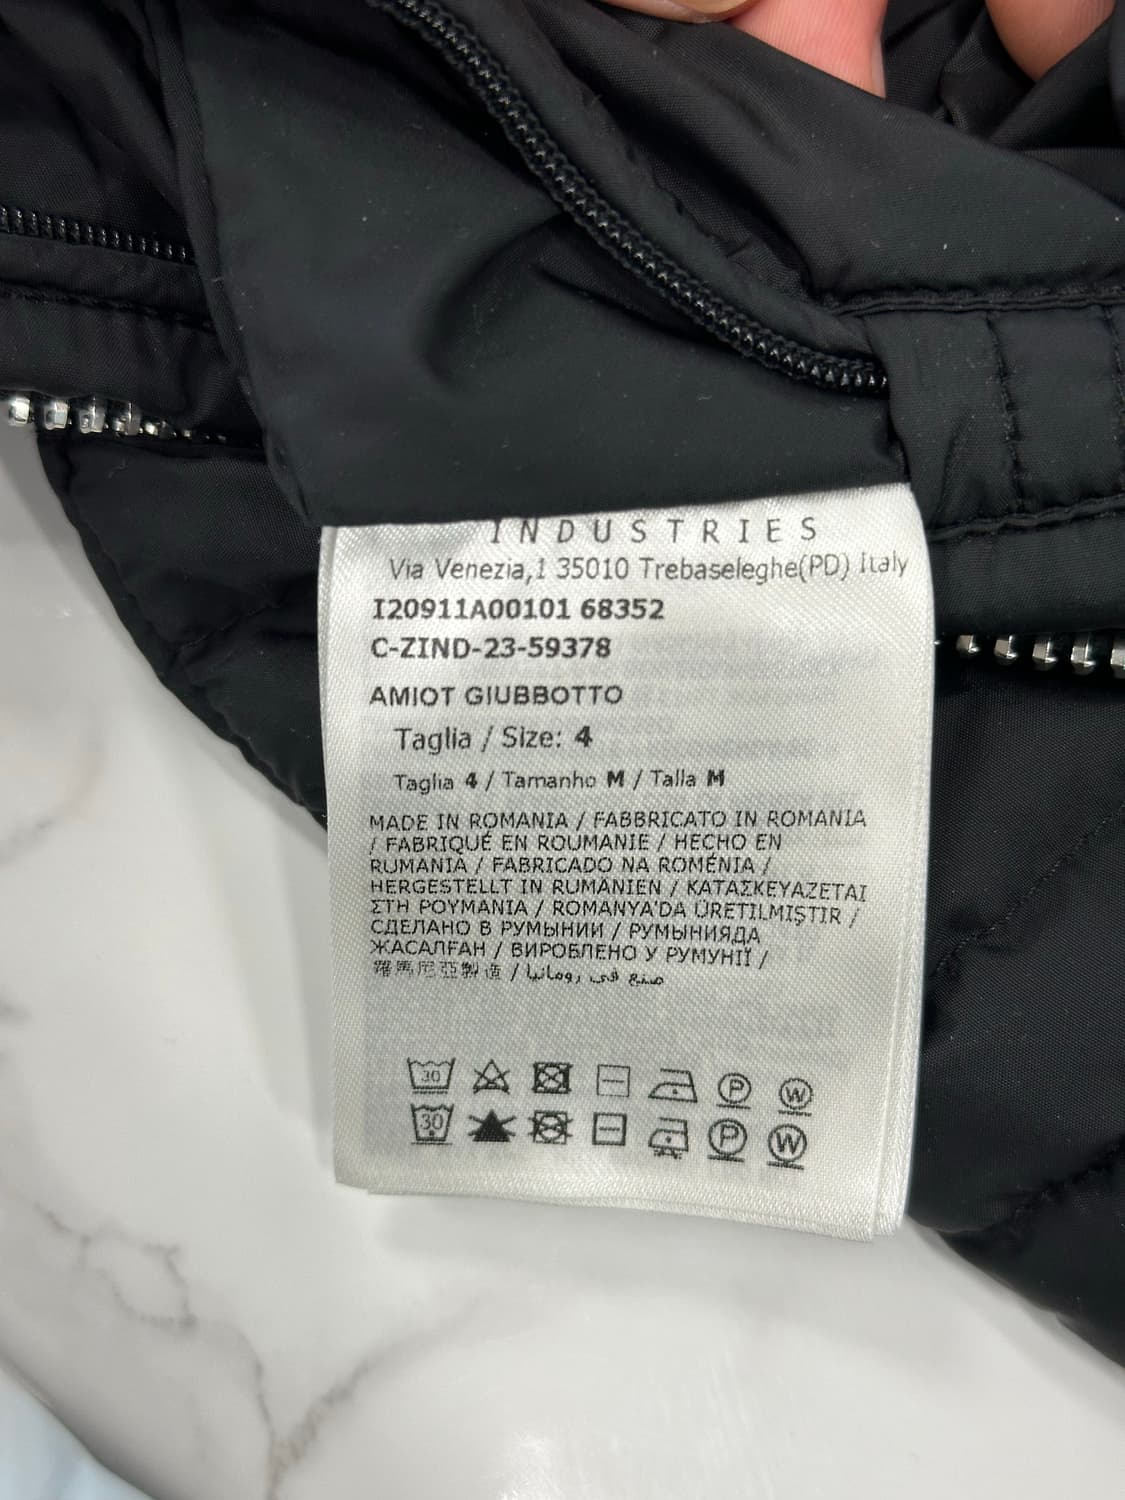 INDUSTRIES
Via Venezia,1 35010 Trebaseleghe(PD) Italy
I20911A00101 68352
C-ZIND-23-59378
AMIOT GIUBBOTTO
Taglia / Size: 4
Taglia 4 / Tamanho M / Talla M
MADE IN ROMANIA / FABBRICATO IN ROMANIA
/ FABRIQUÉ EN ROUMANIE / HECHO EN
RUMANIA / FABRICADO NA ROMÉNIA /
HERGESTELLT IN RUMÄNIEN / ΚΑΤΑΣΚΕΥΑΖΕΤΑΙ
ΣΤΗ ΡΟΥΜΑΝΙΑ / ROMANYA'DA ÜRETILMIŞTIR /
СДЕЛАНО В РУМЫНИИ / РУМЫНИЯДА
ЖАСАЛҒАН / ВИРОБЛЕНО У РУМУНІЇ /
羅馬尼亞製造 / صنع في رومانيا
30 P W
30 P W